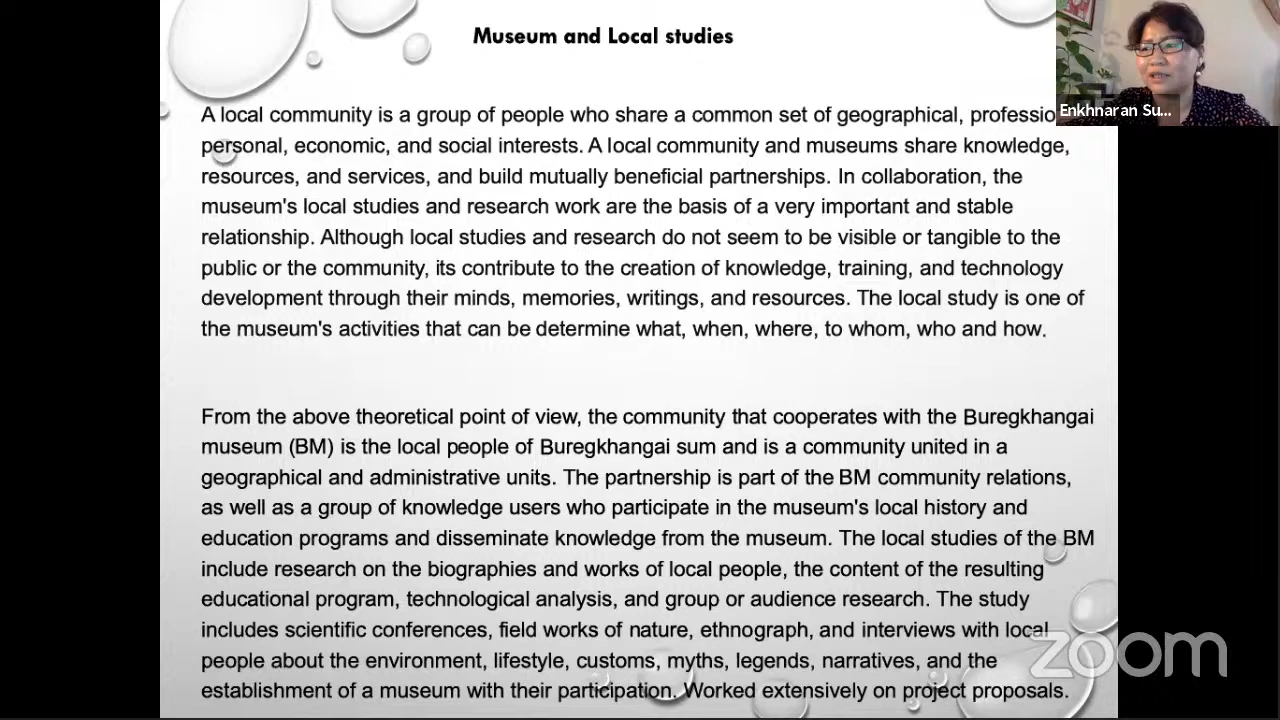 Museum and Local studies
Enkhnaran Su...
A local community is a group of people who share a common set of geographical,
personal, economic, and social interests. A local community and museums share knowledge,
resources, and services, and build mutually beneficial partnerships. In collaboration, the
museum's local studies and research work are the basis of a very important and stable
relationship. Although local studies and research do not seem to be visible or tangible to the
public or the community, its contribute to the creation of knowledge, training, and technology
development through their minds, memories, writings, and resources. The local study is one of
the museum's activities that can be determine what, when, where, to whom, who and how.
From the above theoretical point of view, the community that cooperates with the Buregkhangai
museum (BM) is the local people of Buregkhangai sum and is a community united in a
geographical and administrative units. The partnership is part of the BM community relations,
as well as a group of knowledge users who participate in the museum's local history and
education programs and disseminate knowledge from the museum. The local studies of the BM
include research on the biographies and works of local people, the content of the resulting
educational program, technological analysis, and group or audience research. The study
includes scientific conferences, field works of nature, ethnograph, and interviews with local
people about the environment, lifestyle, customs, myths, legends, narratives, and the
establishment of a museum with their participation. Worked extensively on project proposals.
zoom